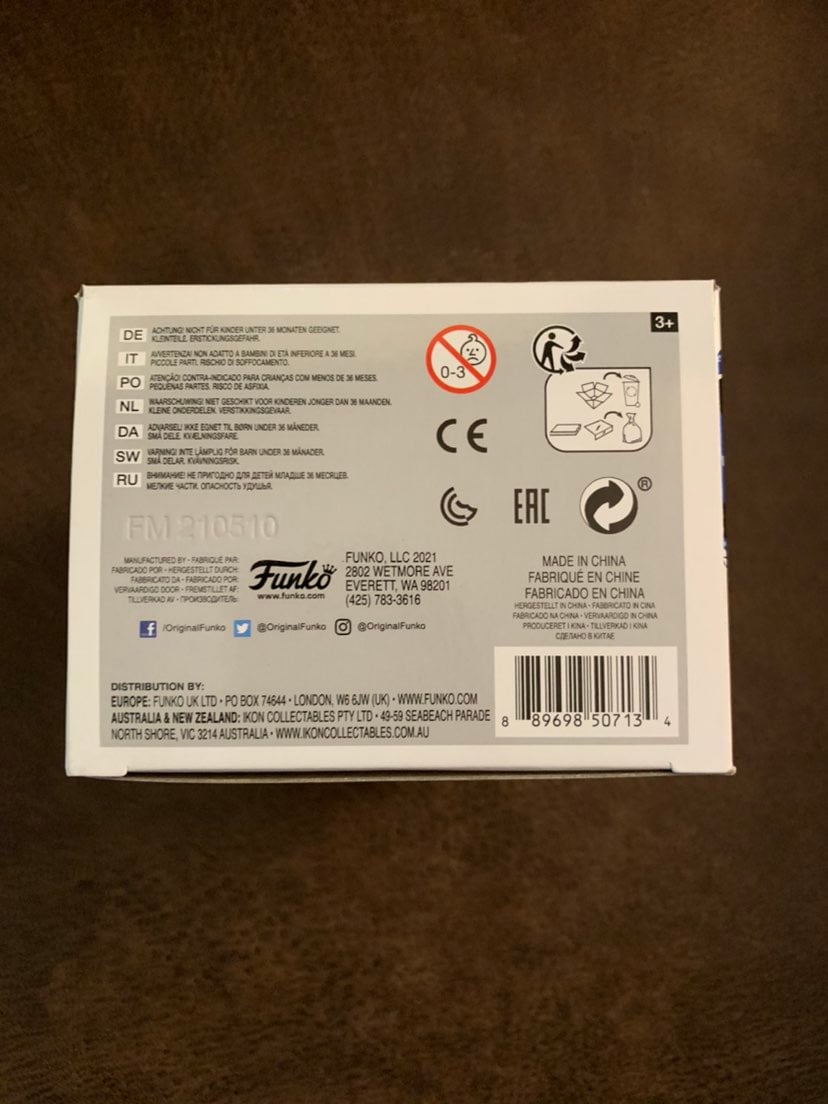 3+
DE ACHTUNG! NICHT FÜR KINDER UNTER 36 MONATEN GEEIGNET.
KLEINTEILE. ERSTICKUNGSGEFAHR.
IT AVVERTENZA! NON ADATTO A BAMBINI DI ETÀ INFERIORE A 36 MESI.
PICCOLE PARTI. RISCHIO DI SOFFOCAMENTO.
PO ATENÇÃO! CONTRA-INDICADO PARA CRIANÇAS COM MENOS DE 36 MESES.
PEQUENAS PARTES. RISCO DE ASFIXIA.
NL WAARSCHUWING! NIET GESCHIKT VOOR KINDEREN JONGER DAN 36 MAANDEN.
KLEINE ONDERDELEN. VERSTIKKINGSGEVAAR.
DA ADVARSEL! IKKE EGNET TIL BØRN UNDER 36 MÅNEDER.
SMÅ DELE. KVÆLNINGSFARE.
SW VARNING! INTE LÄMPLIG FÖR BARN UNDER 36 MÅNADER.
SMÅ DELAR. KVÄVNINGSRISK.
RU ВНИМАНИЕ! НЕ ПРИГОДНО ДЛЯ ДЕТЕЙ МЛАДШЕ 36 МЕСЯЦЕВ.
МЕЛКИЕ ЧАСТИ. ОПАСНОСТЬ УДУШЬЯ.
0-3
CE
EAC
®
FM 210510
MANUFACTURED BY • FABRIQUÉ PAR:
FABRICADO POR • HERGESTELLT DURCH:
FABBRICATO DA • FABRICADO POR:
VERVAARDIGD DOOR • FREMSTILLET AF:
TILLVERKAD AV • ПРОИЗВОДИТЕЛЬ:
Funko
www.funko.com
FUNKO, LLC 2021
2802 WETMORE AVE
EVERETT, WA 98201
(425) 783-3616
MADE IN CHINA
FABRIQUÉ EN CHINE
FABRICADO EN CHINA
HERGESTELLT IN CHINA • FABBRICATO IN CINA
FABRICADO NA CHINA • VERVAARDIGD IN CHINA
PRODUCERET I KINA • TILLVERKAD I KINA
СДЕЛАНО В КИТАЕ
f /OriginalFunko @OriginalFunko @OriginalFunko
DISTRIBUTION BY:
EUROPE: FUNKO UK LTD • PO BOX 74644 • LONDON, W6 6JW (UK) • WWW.FUNKO.COM
AUSTRALIA & NEW ZEALAND: IKON COLLECTABLES PTY LTD • 49-59 SEABEACH PARADE
NORTH SHORE, VIC 3214 AUSTRALIA • WWW.IKONCOLLECTABLES.COM.AU
8 89698 50713 4